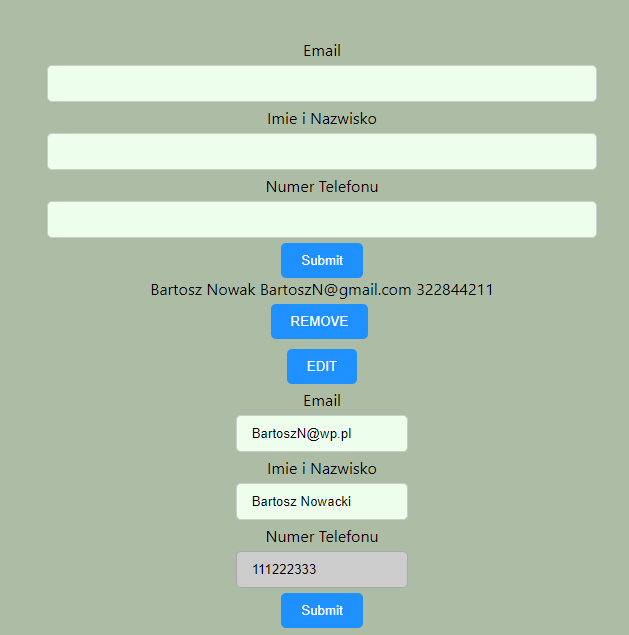 Email
Imie i Nazwisko
Numer Telefonu
Submit
Bartosz Nowak BartoszN@gmail.com 322844211
REMOVE
EDIT
Email
BartoszN@wp.pl
Imie i Nazwisko
Bartosz Nowacki
Numer Telefonu
111222333
Submit